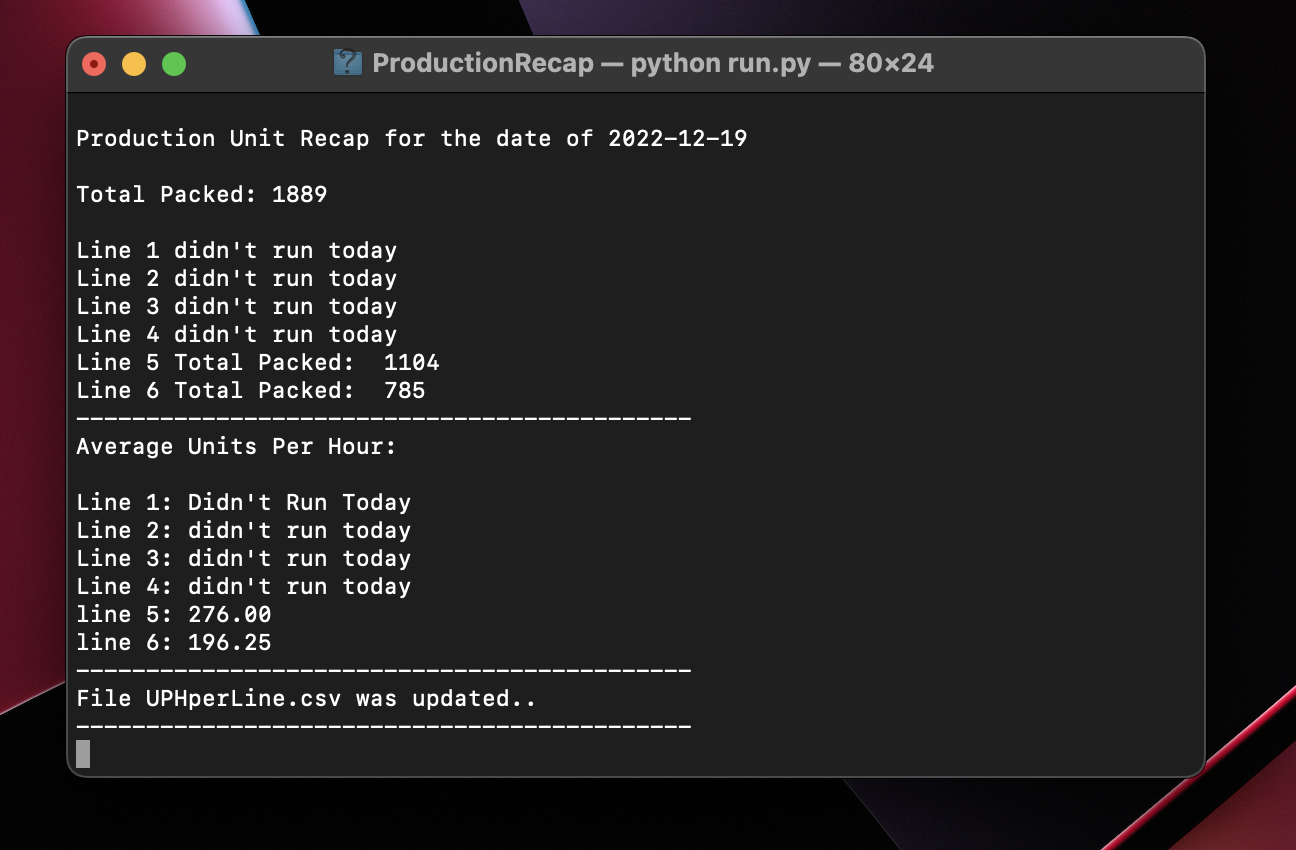 ProductionRecap — python run.py — 80×24
Production Unit Recap for the date of 2022-12-19
Total Packed: 1889
Line 1 didn't run today
Line 2 didn't run today
Line 3 didn't run today
Line 4 didn't run today
Line 5 Total Packed:  1104
Line 6 Total Packed:  785
--------------------------------------------
Average Units Per Hour:
Line 1: Didn't Run Today
Line 2: didn't run today
Line 3: didn't run today
Line 4: didn't run today
line 5: 276.00
line 6: 196.25
--------------------------------------------
File UPHperLine.csv was updated..
--------------------------------------------